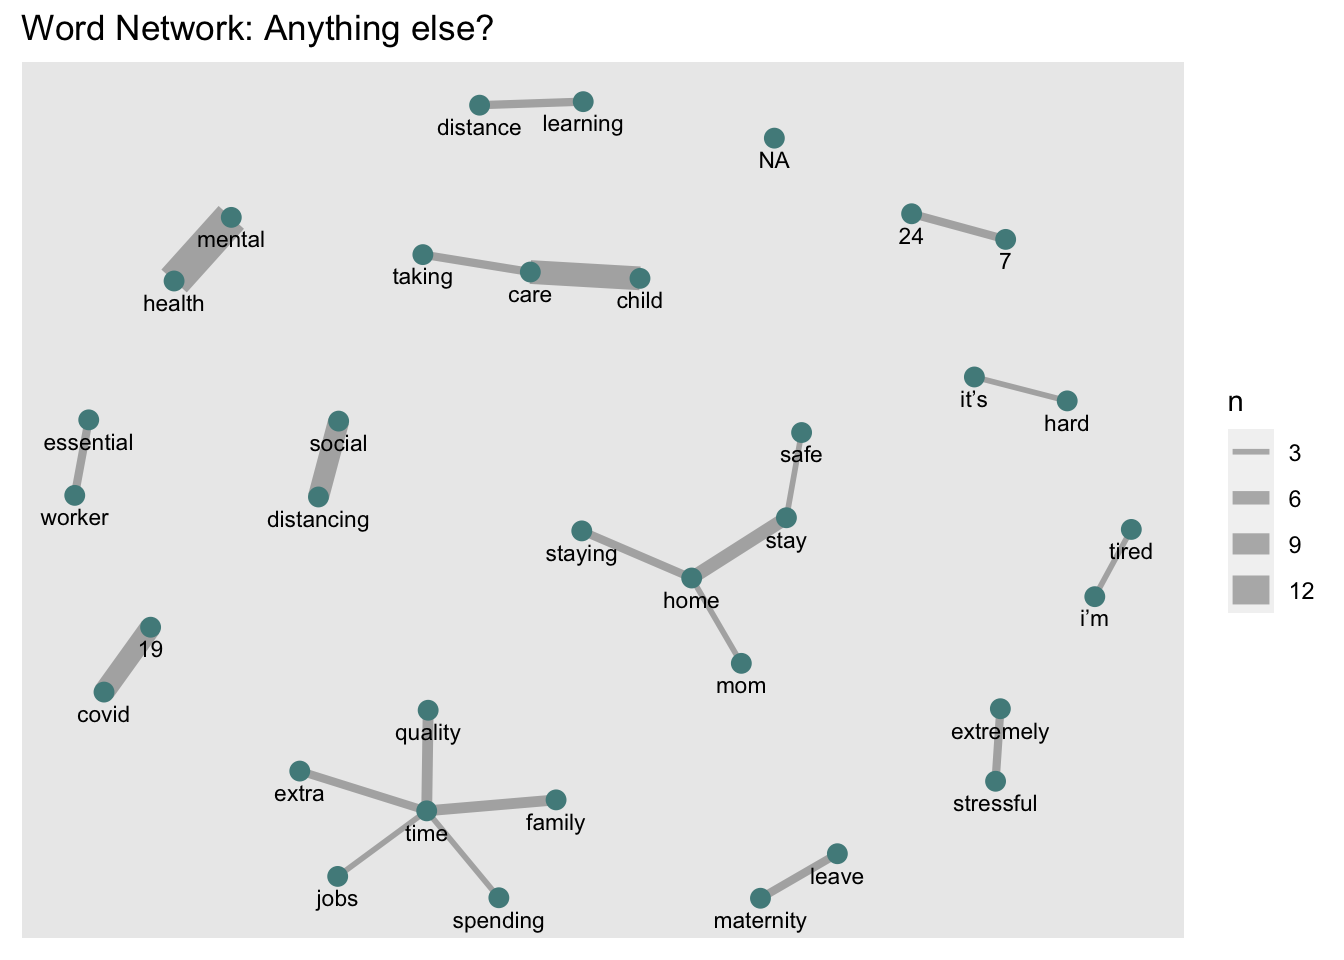 Word Network: Anything else?
distance
learning
NA
mental
24
7
taking
care
child
health
it’s
hard
n
3
6
9
12
essential
social
safe
worker
distancing
staying
stay
tired
home
i’m
19
mom
covid
quality
extremely
extra
family
stressful
time
leave
jobs
spending
maternity